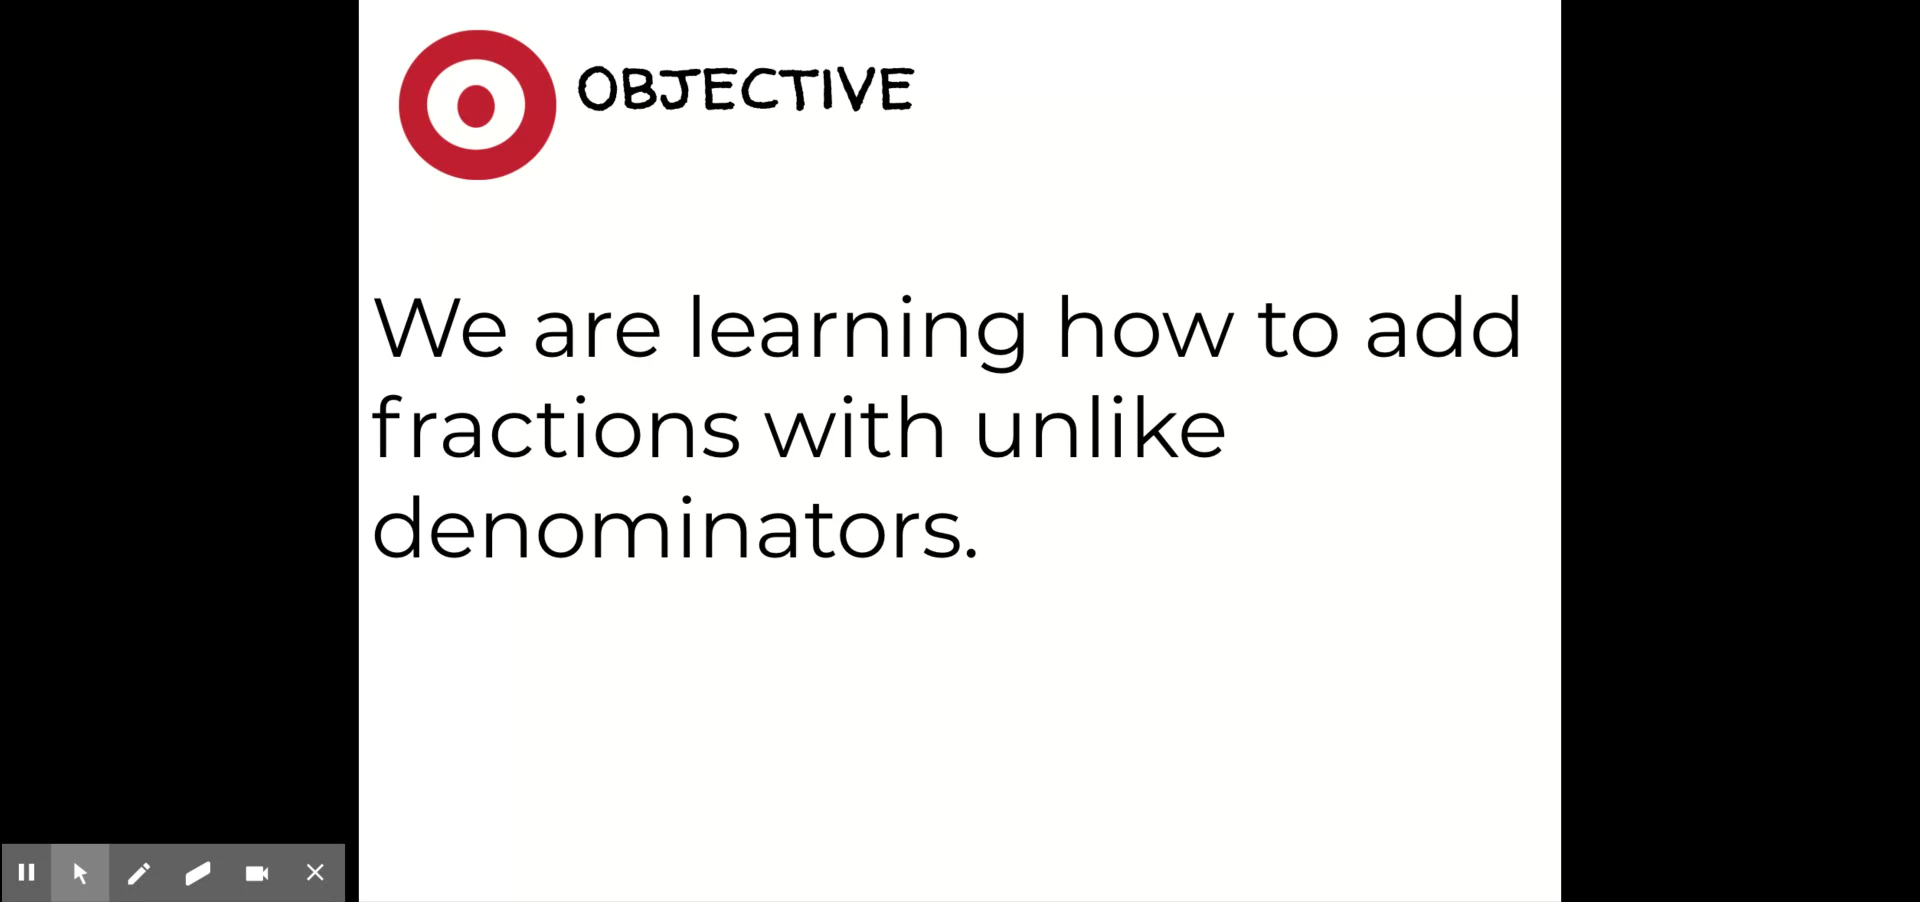 OBJECTIVE
We are learning how to add
fractions with unlike
denominators.